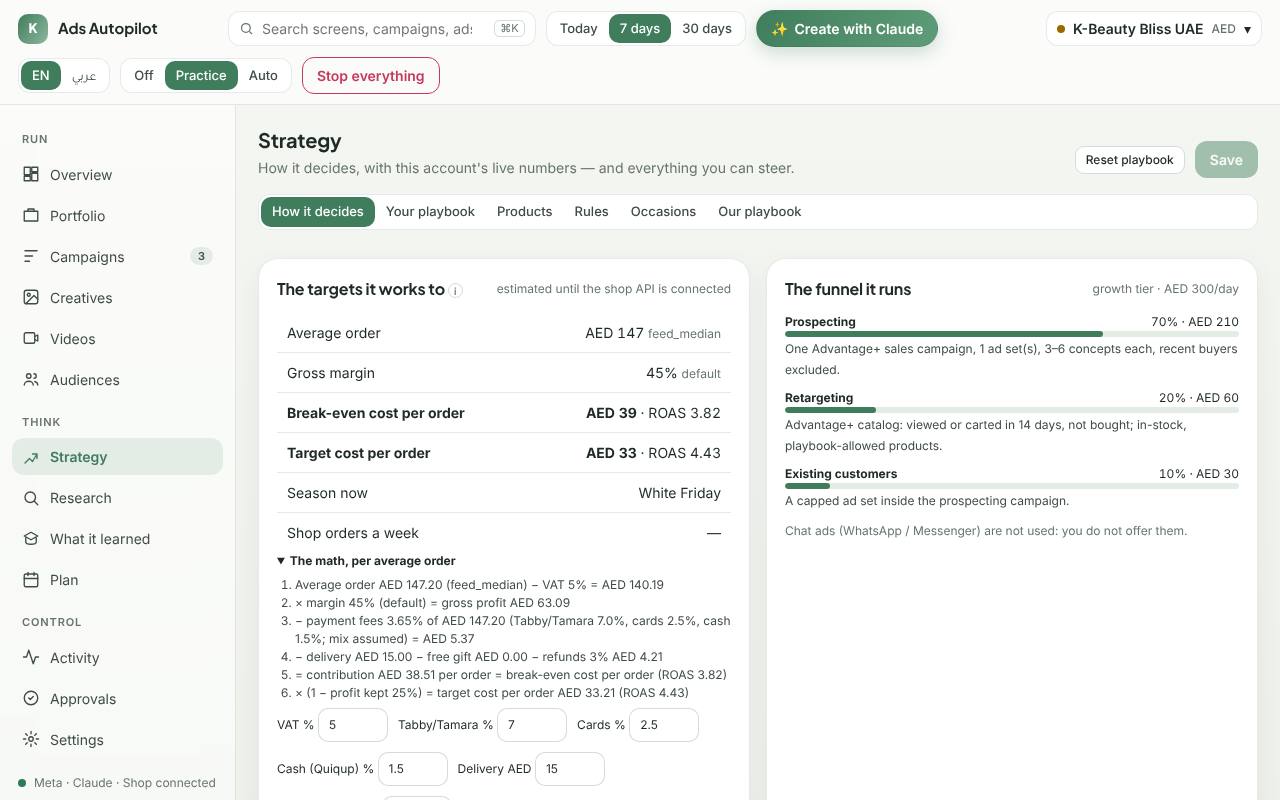 K Ads Autopilot Search screens, campaigns, ads ⌘K Today 7 days 30 days ✨ Create with Claude K-Beauty Bliss UAE AED ▾
EN عربي Off Practice Auto Stop everything
RUN
Overview
Portfolio
Campaigns 3
Creatives
Videos
Audiences
THINK
Strategy
Research
What it learned
Plan
CONTROL
Activity
Approvals
Settings
Meta · Claude · Shop connected
Strategy
How it decides, with this account's live numbers — and everything you can steer.
Reset playbook Save
How it decides Your playbook Products Rules Occasions Our playbook
The targets it works to i estimated until the shop API is connected
Average order AED 147 feed_median
Gross margin 45% default
Break-even cost per order AED 39 · ROAS 3.82
Target cost per order AED 33 · ROAS 4.43
Season now White Friday
Shop orders a week —
▼ The math, per average order
1. Average order AED 147.20 (feed_median) − VAT 5% = AED 140.19
2. × margin 45% (default) = gross profit AED 63.09
3. − payment fees 3.65% of AED 147.20 (Tabby/Tamara 7.0%, cards 2.5%, cash
1.5%; mix assumed) = AED 5.37
4. − delivery AED 15.00 − free gift AED 0.00 − refunds 3% AED 4.21
5. = contribution AED 38.51 per order = break-even cost per order (ROAS 3.82)
6. × (1 − profit kept 25%) = target cost per order AED 33.21 (ROAS 4.43)
VAT % 5 Tabby/Tamara % 7 Cards % 2.5
Cash (Quiqup) % 1.5 Delivery AED 15
The funnel it runs growth tier · AED 300/day
Prospecting 70% · AED 210
One Advantage+ sales campaign, 1 ad set(s), 3–6 concepts each, recent buyers
excluded.
Retargeting 20% · AED 60
Advantage+ catalog: viewed or carted in 14 days, not bought; in-stock,
playbook-allowed products.
Existing customers 10% · AED 30
A capped ad set inside the prospecting campaign.
Chat ads (WhatsApp / Messenger) are not used: you do not offer them.